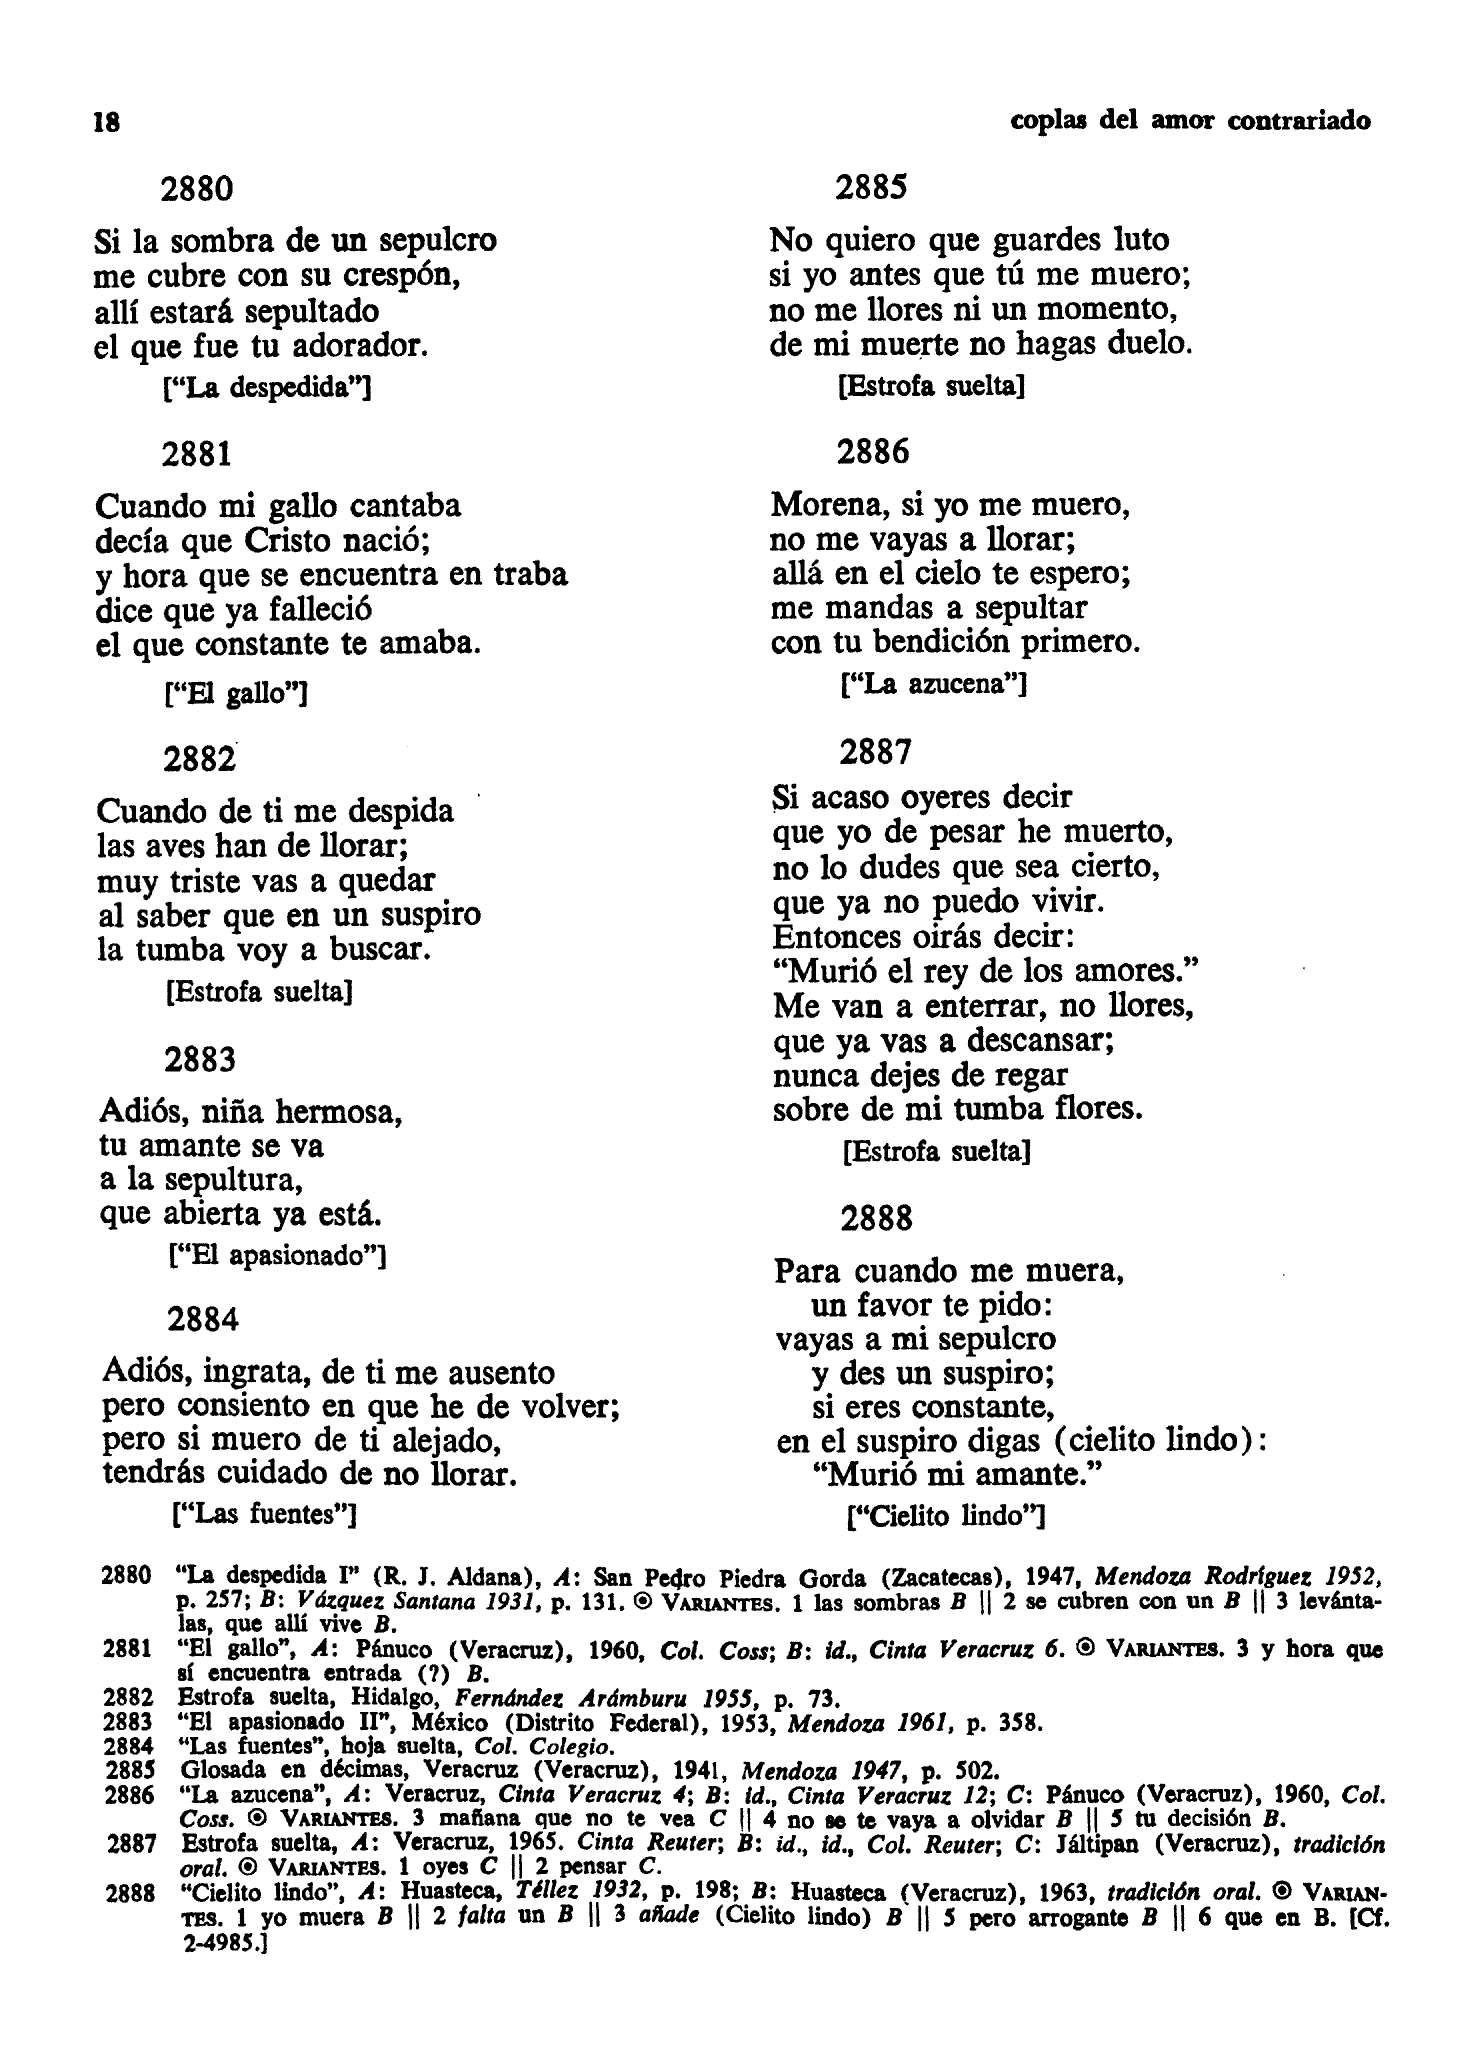 18
coplas del amor contrariado
2880
Si la sombra de un sepulcro
me cubre con su crespón,
allí estará sepultado
el que fue tu adorador.
[“La despedida”]
2881
Cuando mi gallo cantaba
decía que Cristo nació;
y hora que se encuentra en traba
dice que ya falleció
el que constante te amaba.
[“El gallo”]
2882
Cuando de ti me despida
las aves han de llorar;
muy triste vas a quedar
al saber que en un suspiro
la tumba voy a buscar.
[Estrofa suelta]
2883
Adiós, niña hermosa,
tu amante se va
a la sepultura,
que abierta ya está.
[“El apasionado”]
2884
Adiós, ingrata, de ti me ausento
pero consiento en que he de volver;
pero si muero de ti alejado,
tendrás cuidado de no llorar.
[“Las fuentes”]
2885
No quiero que guardes luto
si yo antes que tú me muero;
no me llores ni un momento,
de mi muerte no hagas duelo.
[Estrofa suelta]
2886
Morena, si yo me muero,
no me vayas a llorar;
allá en el cielo te espero;
me mandas a sepultar
con tu bendición primero.
[“La azucena”]
2887
Si acaso oyeres decir
que yo de pesar he muerto,
no lo dudes que sea cierto,
que ya no puedo vivir.
Entonces oirás decir:
“Murió el rey de los amores.”
Me van a enterrar, no llores,
que ya vas a descansar;
nunca dejes de regar
sobre de mi tumba flores.
[Estrofa suelta]
2888
Para cuando me muera,
un favor te pido:
vayas a mi sepulcro
y des un suspiro;
si eres constante,
en el suspiro digas (cielito lindo):
“Murió mi amante.”
[“Cielito lindo”]
2880 “La despedida I” (R. J. Aldana), A: San Pedro Piedra Gorda (Zacatecas), 1947, Mendoza Rodríguez 1952,
p. 257; B: Vázquez Santana 1931, p. 131. ⊙ VARIANTES. 1 las sombras B || 2 se cubren con un B || 3 levánta-
las, que allí vive B.
2881 “El gallo”, A: Pánuco (Veracruz), 1960, Col. Coss; B: id., Cinta Veracruz 6. ⊙ VARIANTES. 3 y hora que
sí encuentra entrada (?) B.
2882 Estrofa suelta, Hidalgo, Fernández Arámburu 1955, p. 73.
2883 “El apasionado II”, México (Distrito Federal), 1953, Mendoza 1961, p. 358.
2884 “Las fuentes”, hoja suelta, Col. Colegio.
2885 Glosada en décimas, Veracruz (Veracruz), 1941, Mendoza 1947, p. 502.
2886 “La azucena”, A: Veracruz, Cinta Veracruz 4; B: id., Cinta Veracruz 12; C: Pánuco (Veracruz), 1960, Col.
Coss. ⊙ VARIANTES. 3 mañana que no te vea C || 4 no se te vaya a olvidar B || 5 tu decisión B.
2887 Estrofa suelta, A: Veracruz, 1965. Cinta Reuter; B: id., id., Col. Reuter; C: Jáltipan (Veracruz), tradición
oral. ⊙ VARIANTES. 1 oyes C || 2 pensar C.
2888 “Cielito lindo”, A: Huasteca, Téllez 1932, p. 198; B: Huasteca (Veracruz), 1963, tradición oral. ⊙ VARIAN-
TES. 1 yo muera B || 2 falta un B || 3 añade (Cielito lindo) B || 5 pero arrogante B || 6 que en B. [Cf.
2-4985.]